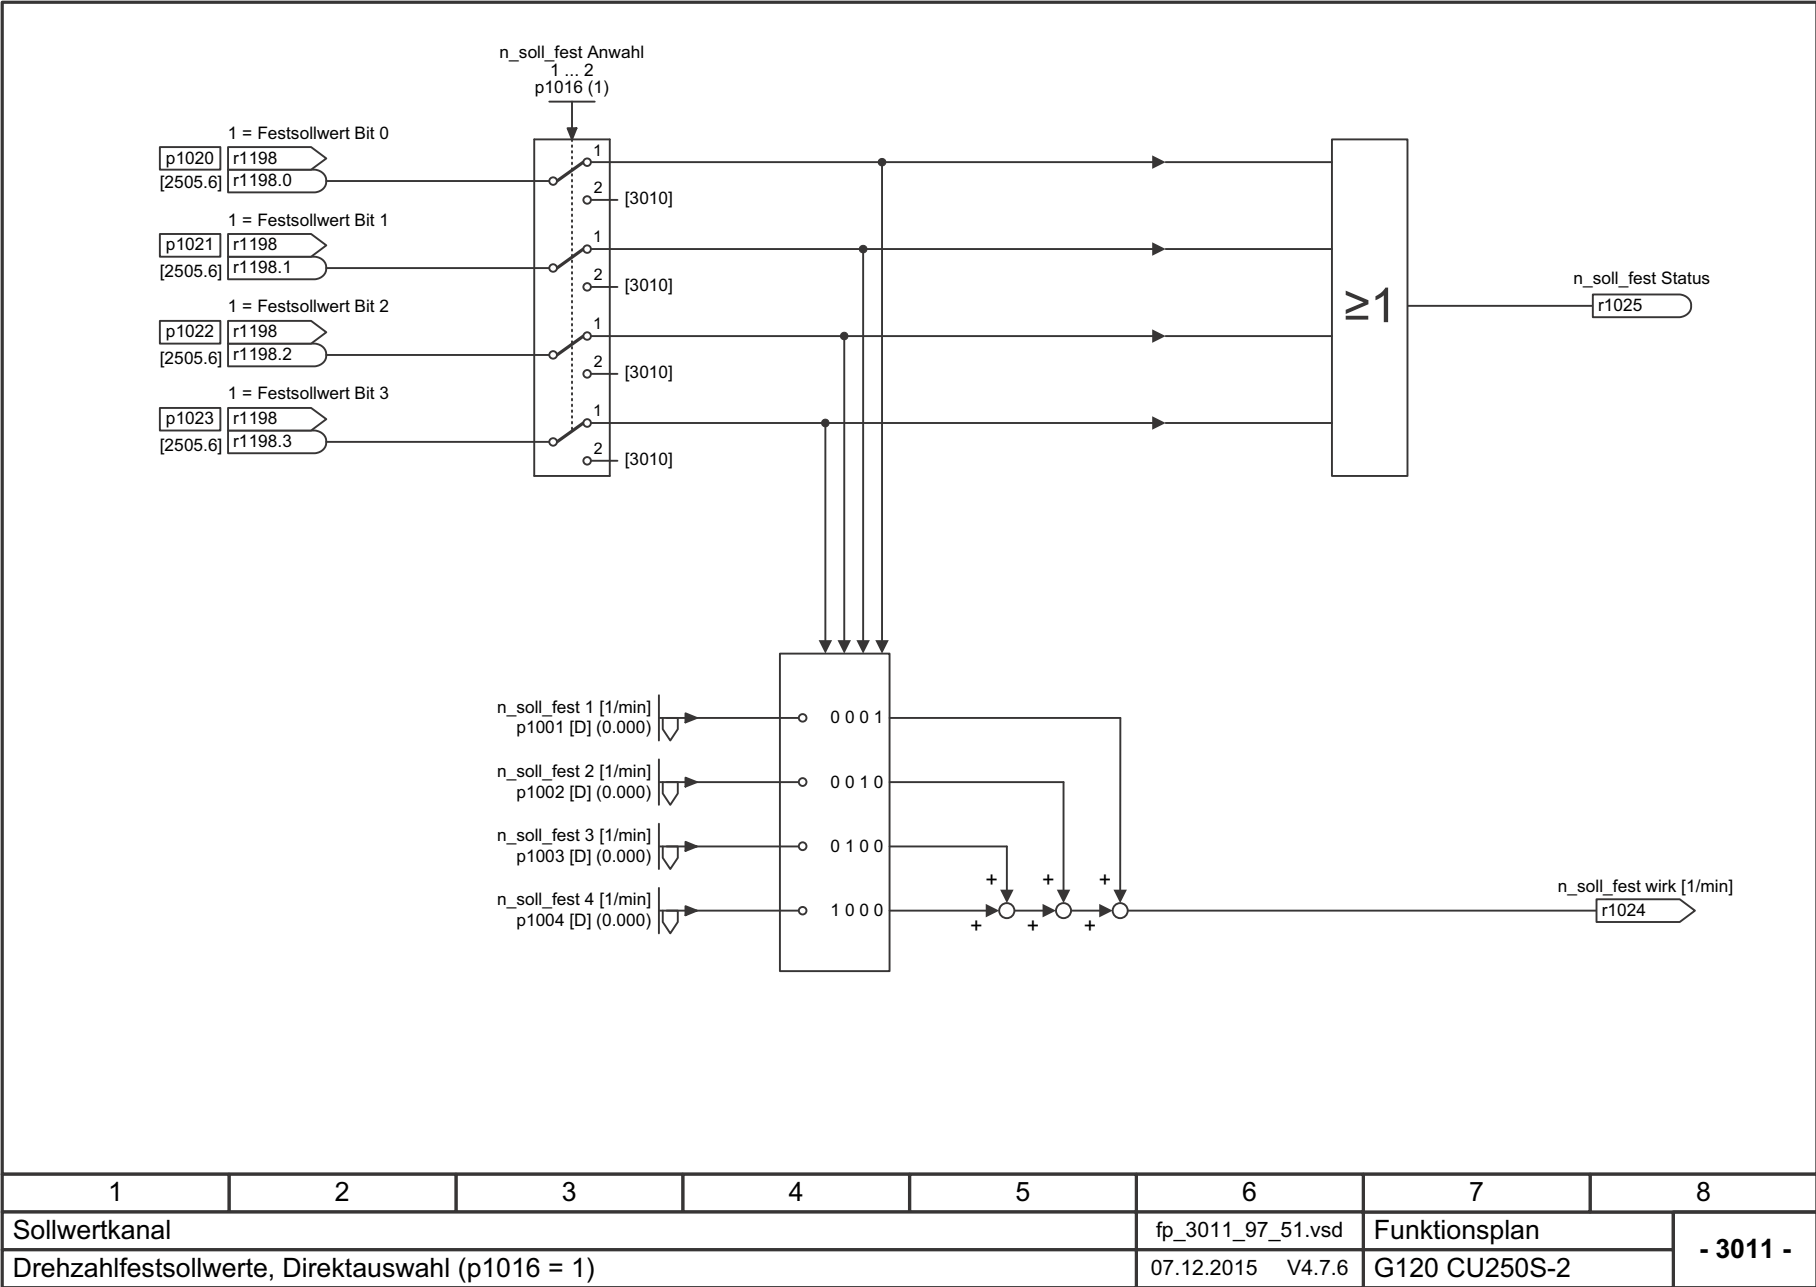 n_soll_fest Anwahl
1 ... 2
p1016 (1)
1 = Festsollwert Bit 0
p1020 r1198
[2505.6] r1198.0
1
2 [3010]
1 = Festsollwert Bit 1
p1021 r1198
[2505.6] r1198.1
1
2 [3010]
1 = Festsollwert Bit 2
p1022 r1198
[2505.6] r1198.2
1
2 [3010]
1 = Festsollwert Bit 3
p1023 r1198
[2505.6] r1198.3
1
2 [3010]
≥1
n_soll_fest Status
r1025
n_soll_fest 1 [1/min]
p1001 [D] (0.000)
0 0 0 1
n_soll_fest 2 [1/min]
p1002 [D] (0.000)
0 0 1 0
n_soll_fest 3 [1/min]
p1003 [D] (0.000)
0 1 0 0
n_soll_fest 4 [1/min]
p1004 [D] (0.000)
1 0 0 0
+ + +
+ + +
n_soll_fest wirk [1/min]
r1024
1 2 3 4 5 6 7 8
Sollwertkanal
fp_3011_97_51.vsd
Funktionsplan
- 3011 -
Drehzahlfestsollwerte, Direktauswahl (p1016 = 1)
07.12.2015 V4.7.6
G120 CU250S-2